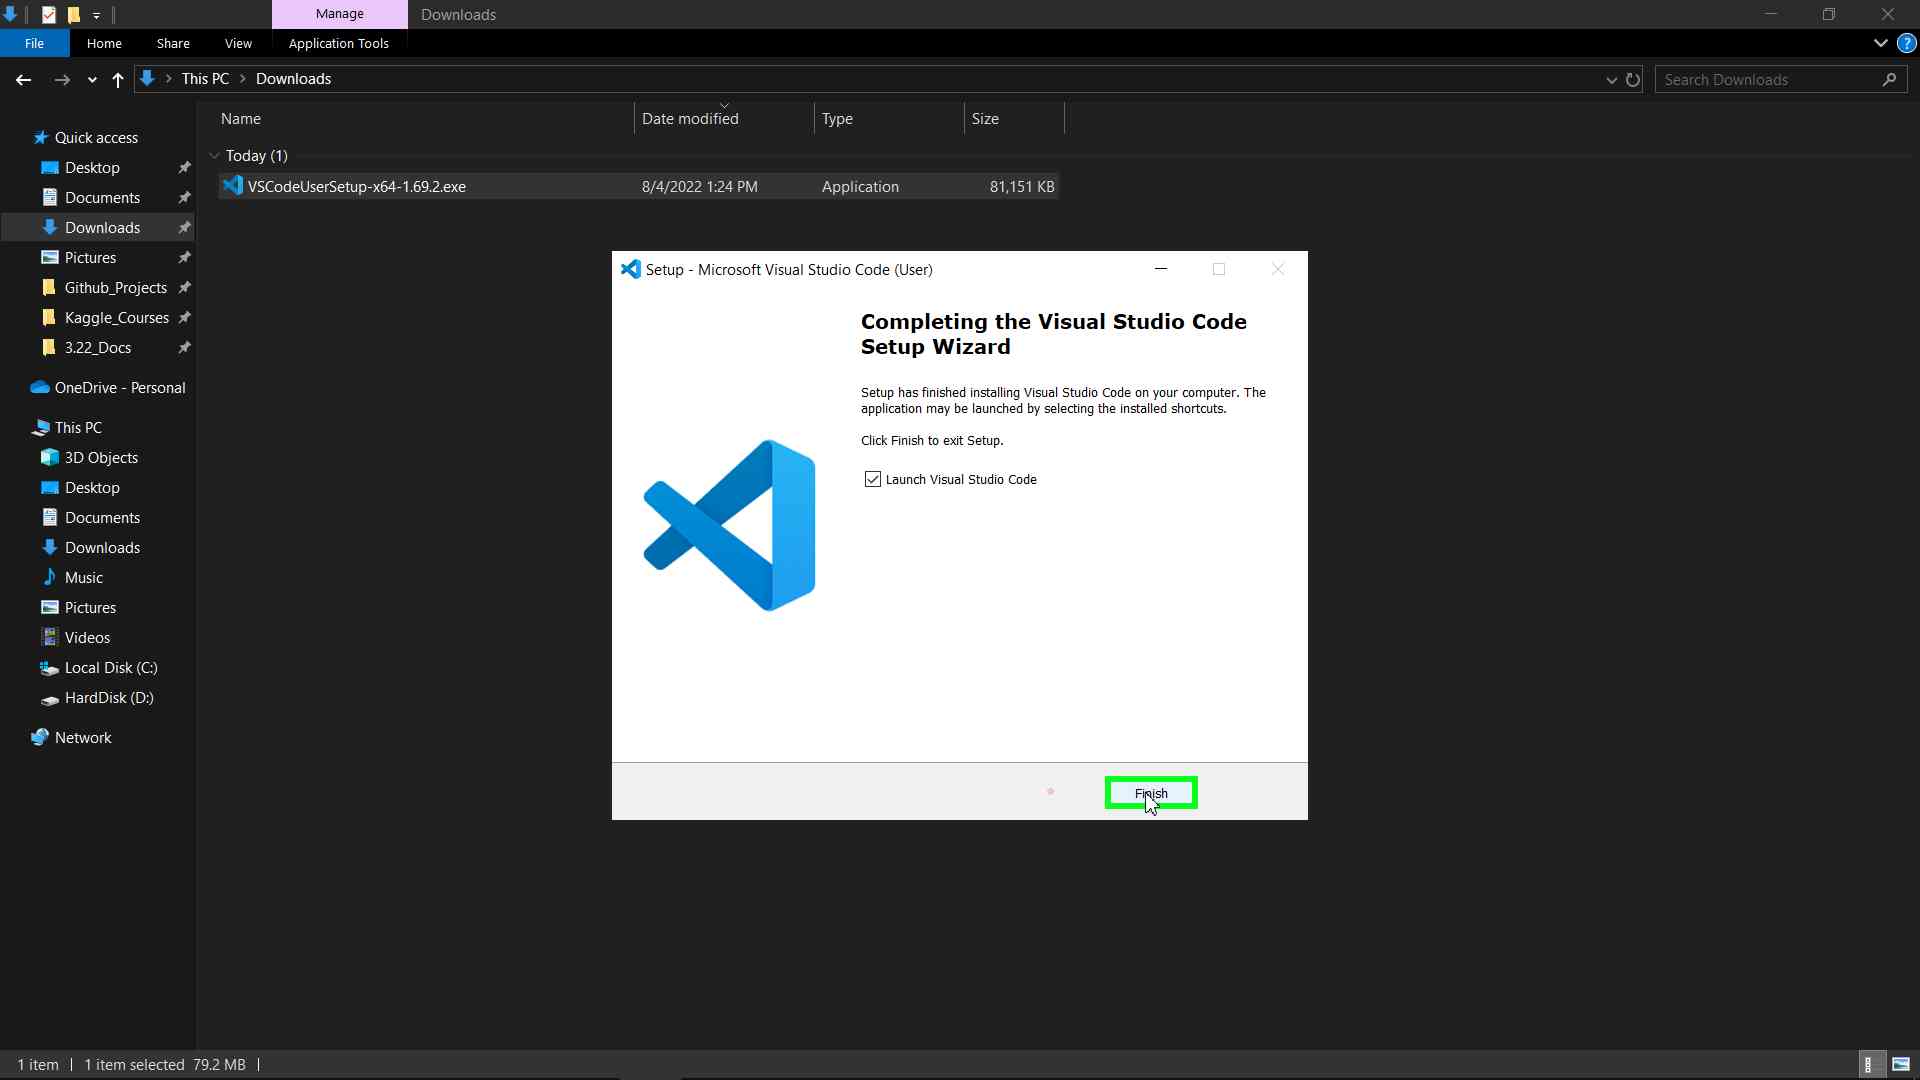 Manage
Downloads
File
Home
Share
View
Application Tools
?
This PC
Downloads
Search Downloads
Name
Date modified
Type
Size
Quick access
Desktop
Documents
Downloads
Pictures
Github_Projects
Kaggle_Courses
3.22_Docs
OneDrive - Personal
This PC
3D Objects
Desktop
Documents
Downloads
Music
Pictures
Videos
Local Disk (C:)
HardDisk (D:)
Network
Today (1)
VSCodeUserSetup-x64-1.69.2.exe
8/4/2022 1:24 PM
Application
81,151 KB
Setup - Microsoft Visual Studio Code (User)
Completing the Visual Studio Code
Setup Wizard
Setup has finished installing Visual Studio Code on your computer. The
application may be launched by selecting the installed shortcuts.
Click Finish to exit Setup.
Launch Visual Studio Code
Finish
1 item
1 item selected 79.2 MB